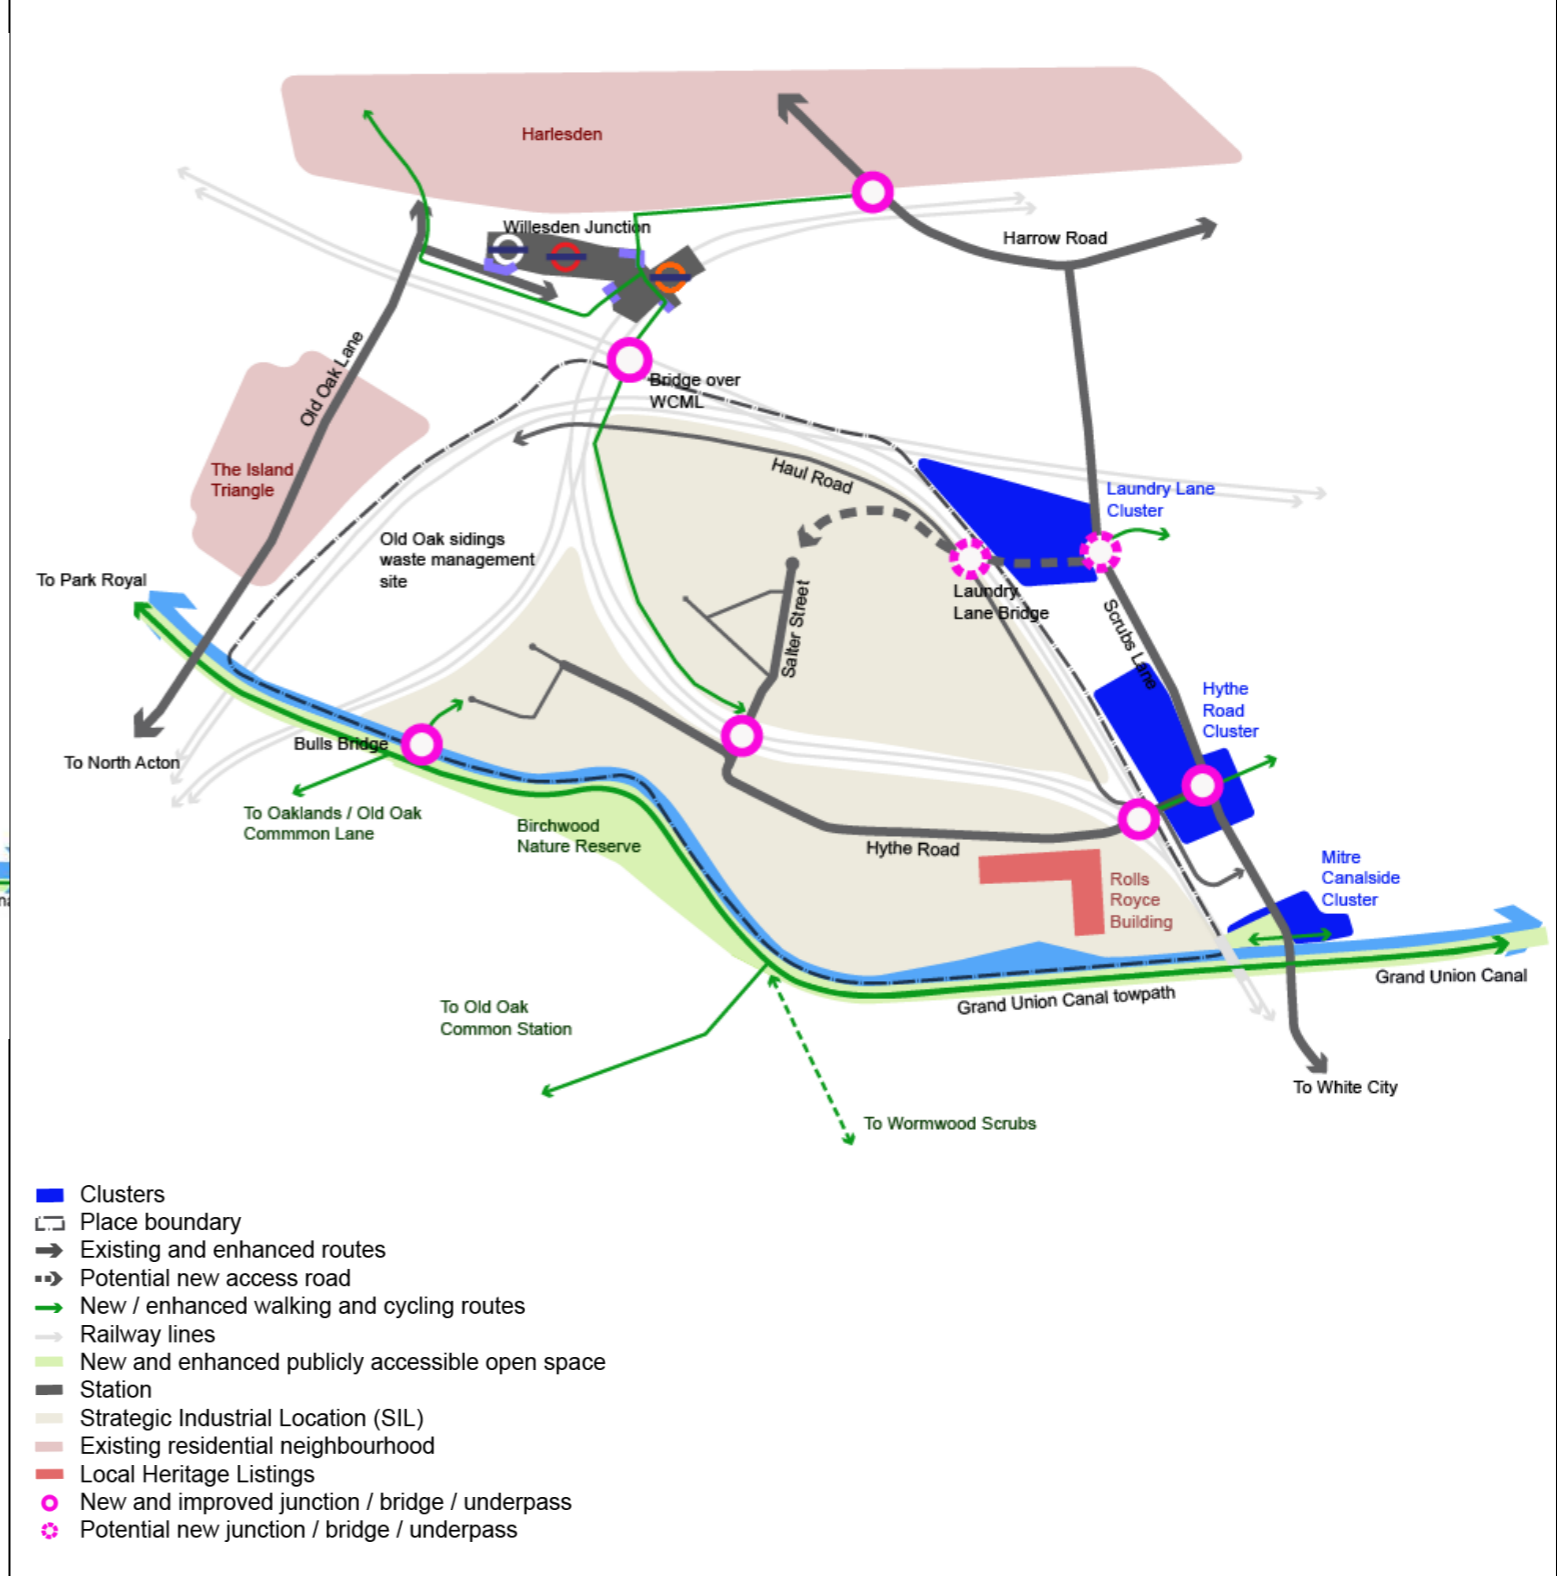 Harlesden
Willesden Junction
Harrow Road
Old Oak Lane
Bridge over
WCML
The Island
Triangle
Haul Road
Laundry Lane
Cluster
Old Oak sidings
waste management
site
To Park Royal
Laundry
Lane Bridge
Salter Street
Scrubs Lane
Hythe
Road
Cluster
Bulls Bridge
To North Acton
To Oaklands / Old Oak
Commmon Lane
Birchwood
Nature Reserve
Hythe Road
Mitre
Canalside
Cluster
Rolls
Royce
Building
Grand Union Canal
Grand Union Canal towpath
To Old Oak
Common Station
To White City
To Wormwood Scrubs
Clusters
Place boundary
Existing and enhanced routes
Potential new access road
New / enhanced walking and cycling routes
Railway lines
New and enhanced publicly accessible open space
Station
Strategic Industrial Location (SIL)
Existing residential neighbourhood
Local Heritage Listings
New and improved junction / bridge / underpass
Potential new junction / bridge / underpass